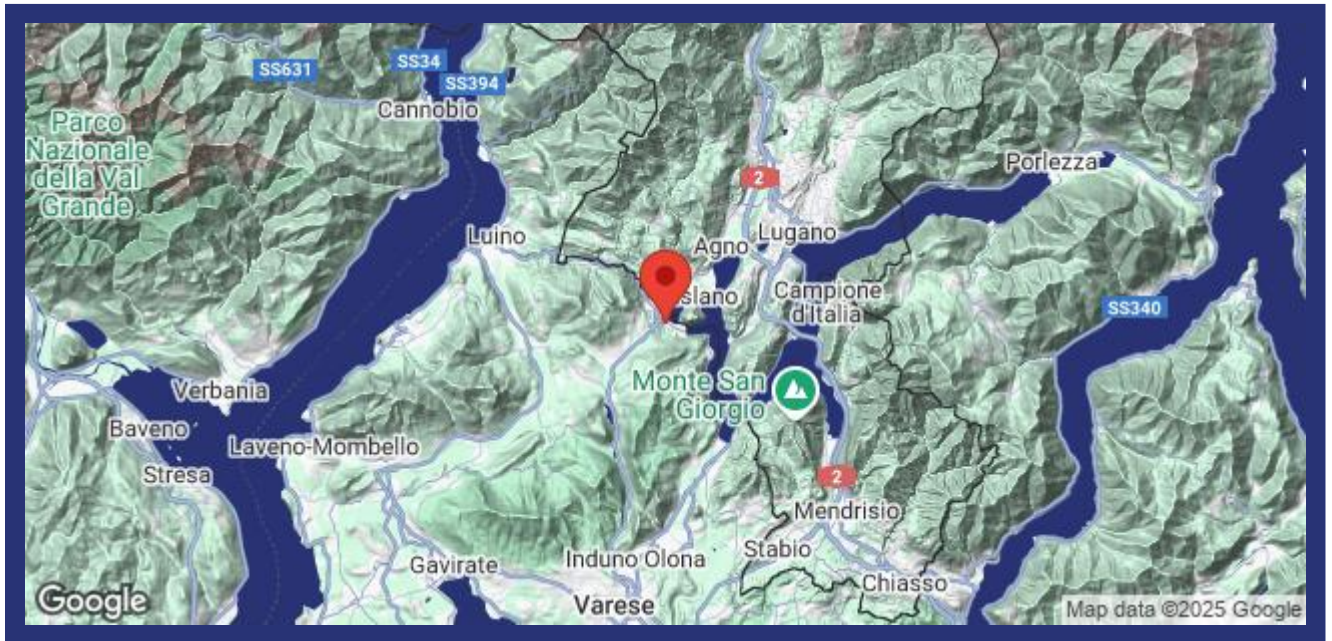 SS631
SS34
SS394
Cannobio
Parco
Nazionale
della Val
Grande
Porlezza
2
Luino
Agno
Lugano
slano
Campione
d'Italia
SS340
Verbania
Monte San
Giorgio
Baveno
Laveno-Mombello
Stresa
2
Mendrisio
Gavirate
Induno Olona
Stabio
Chiasso
Varese
Google
Map data ©2025 Google